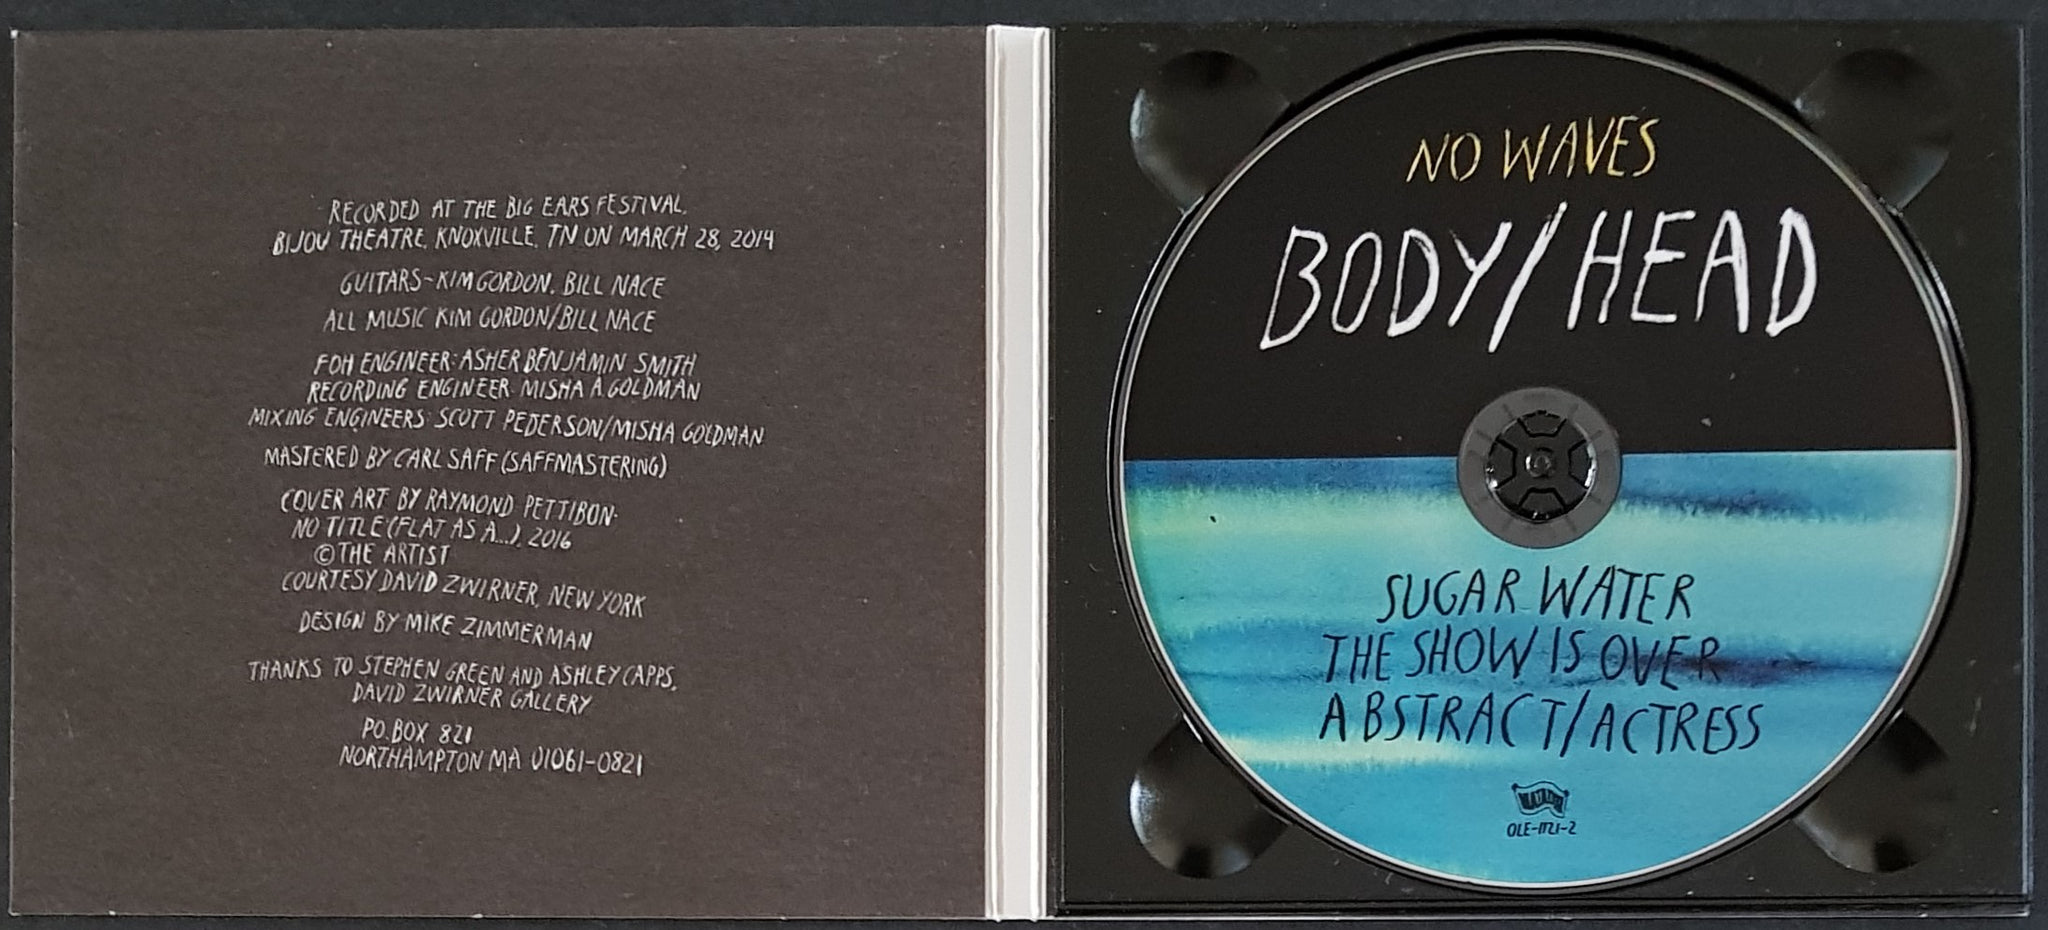 RECORDED AT THE BIG EARS FESTIVAL,
BIJOU THEATRE, KNOXVILLE, TN ON MARCH 28, 2014
GUITARS-KIM GORDON, BILL NACE
ALL MUSIC KIM GORDON/BILL NACE
FOH ENGINEER: ASHER BENJAMIN SMITH
RECORDING ENGINEER: MISHA A. GOLDMAN
MIXING ENGINEERS: SCOTT PEDERSON/MISHA GOLDMAN
MASTERED BY CARL SAFF (SAFFMASTERING)
COVER ART BY RAYMOND PETTIBON:
NO TITLE (FLAT AS A...), 2016
© THE ARTIST
COURTESY DAVID ZWIRNER, NEW YORK
DESIGN BY MIKE ZIMMERMAN
THANKS TO STEPHEN GREEN AND ASHLEY CAPPS,
DAVID ZWIRNER GALLERY
P.O. BOX 821
NORTHAMPTON MA 01061-0821
NO WAVES
BODY/HEAD
SUGAR WATER
THE SHOW IS OVER
ABSTRACT/ACTRESS
OLE-1121-2